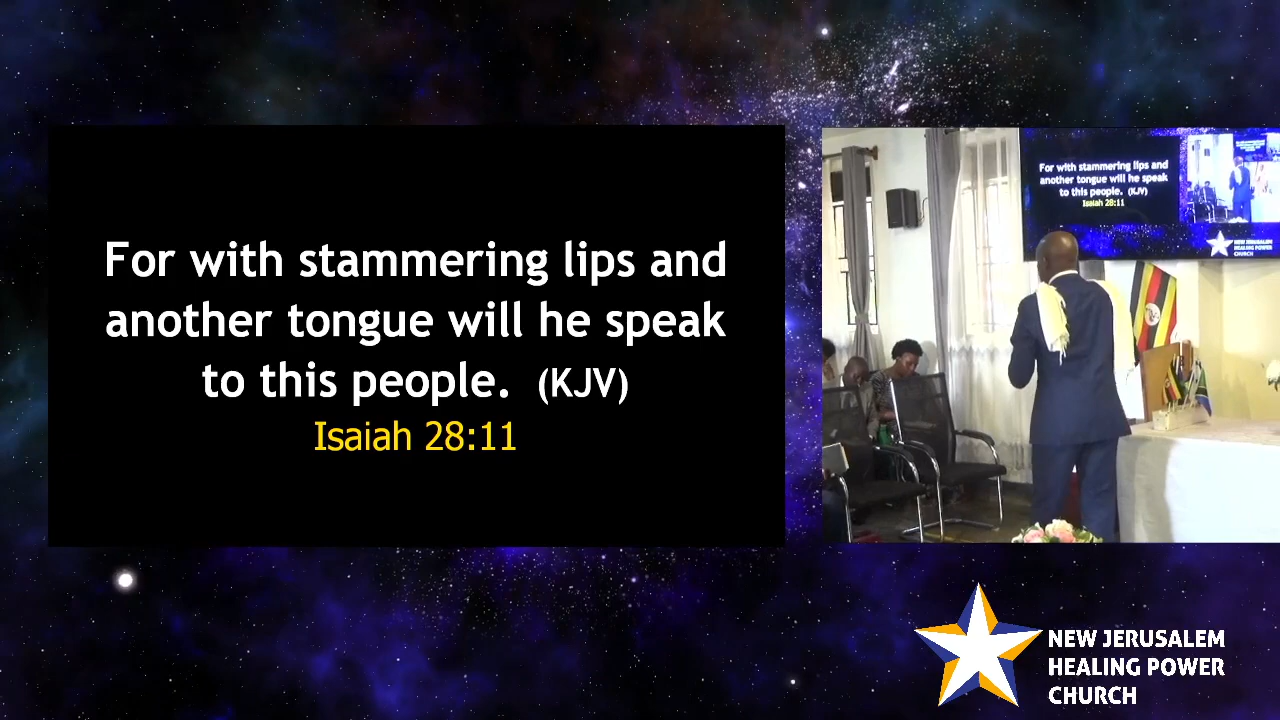 For with stammering lips and
another tongue will he speak
to this people. (KJV)
Isaiah 28:11
For with stammering lips and
another tongue will he speak
to this people. (KJV)
Isaiah 28:11
NEW JERUSALEM
HEALING POWER
CHURCH
NEW JERUSALEM
HEALING POWER
CHURCH